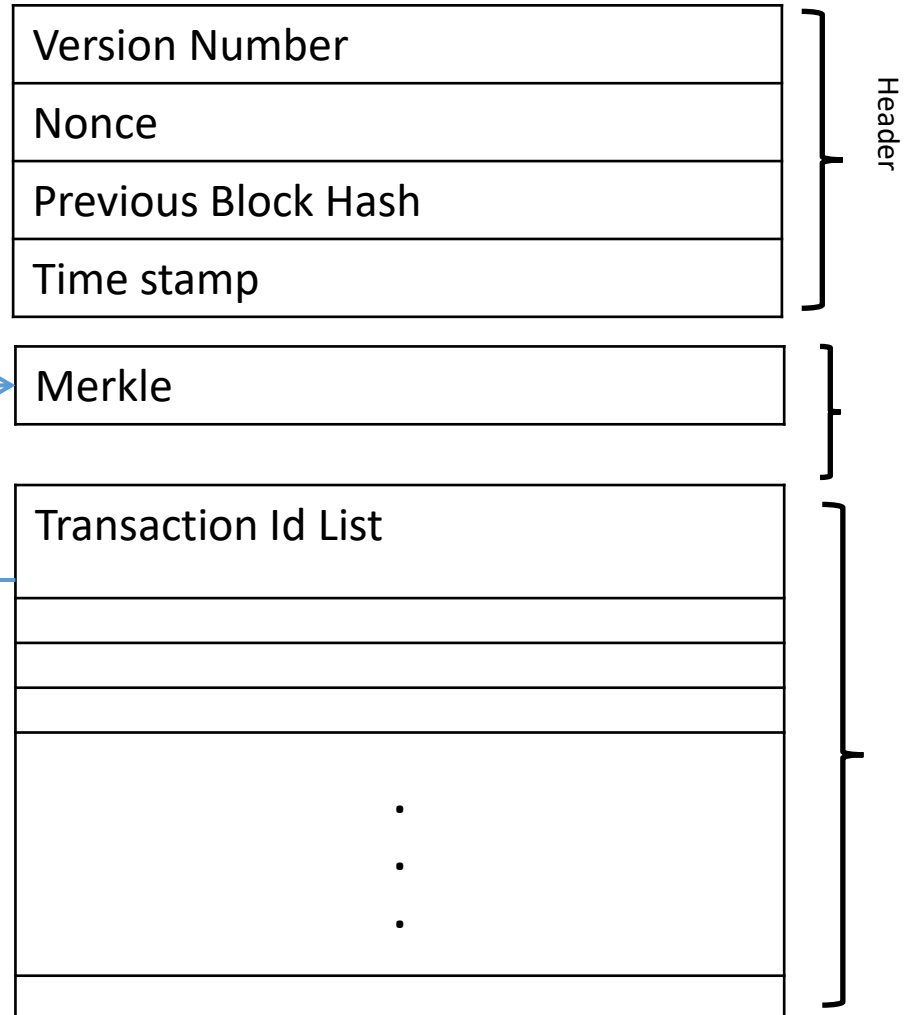 Version Number
Nonce
Previous Block Hash
Time stamp
Header
Merkle
Transaction Id List
.
.
.